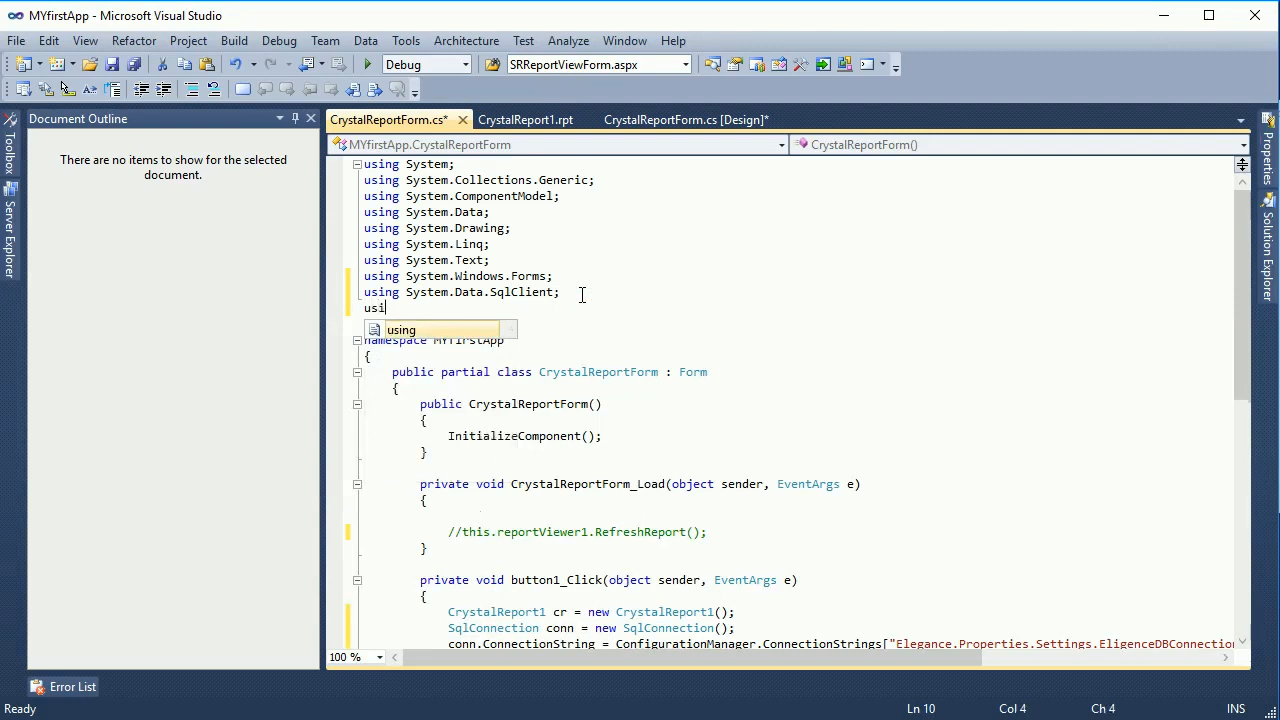 MYfirstApp - Microsoft Visual Studio
File Edit View Refactor Project Build Debug Team Data Tools Architecture Test Analyze Window Help
Debug SRReportViewForm.aspx
Document Outline
There are no items to show for the selected
document.
Toolbox
Server Explorer
CrystalReportForm.cs* CrystalReport1.rpt CrystalReportForm.cs [Design]*
MYfirstApp.CrystalReportForm CrystalReportForm()
using System;
using System.Collections.Generic;
using System.ComponentModel;
using System.Data;
using System.Drawing;
using System.Linq;
using System.Text;
using System.Windows.Forms;
using System.Data.SqlClient;
usi
using
namespace MYfirstApp
{
public partial class CrystalReportForm : Form
{
public CrystalReportForm()
{
InitializeComponent();
}
private void CrystalReportForm_Load(object sender, EventArgs e)
{
//this.reportViewer1.RefreshReport();
}
private void button1_Click(object sender, EventArgs e)
{
CrystalReport1 cr = new CrystalReport1();
SqlConnection conn = new SqlConnection();
conn.ConnectionString = ConfigurationManager.ConnectionStrings["Elegance.Properties.Settings.EligenceDBConnection
100 %
Properties
Solution Explorer
Error List
Ready Ln 10 Col 4 Ch 4 INS